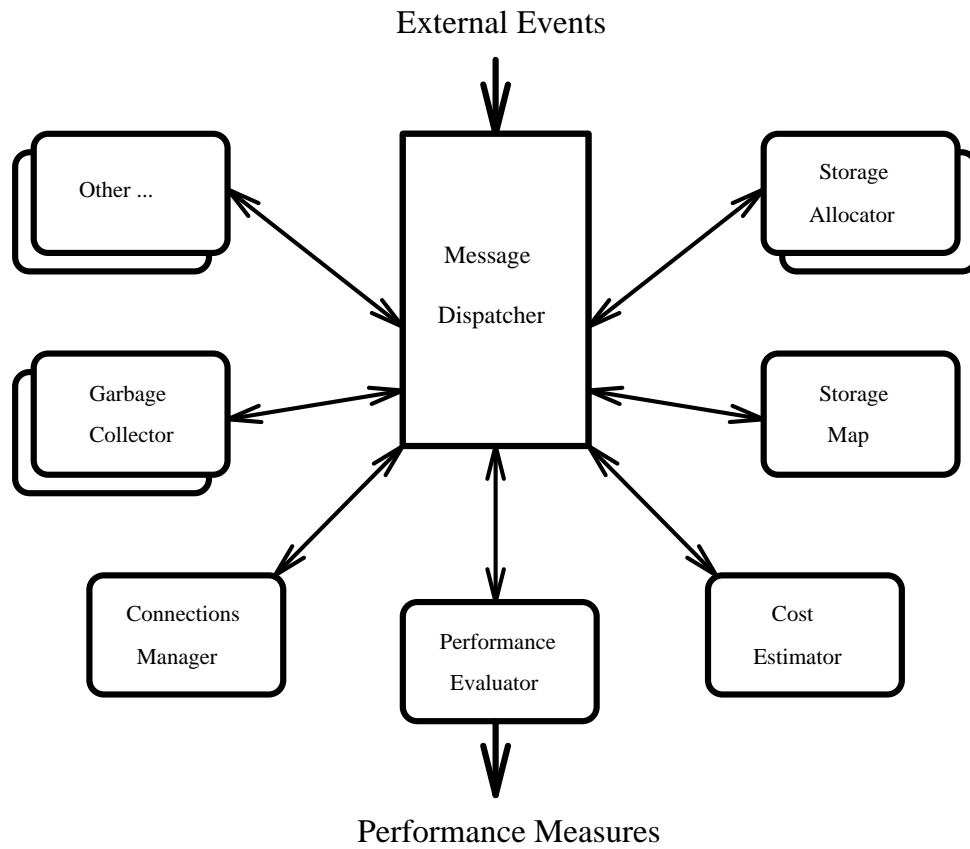 External Events
Other ...
Message
Dispatcher
Storage
Allocator
Garbage
Collector
Storage
Map
Connections
Manager
Performance
Evaluator
Cost
Estimator
Performance Measures